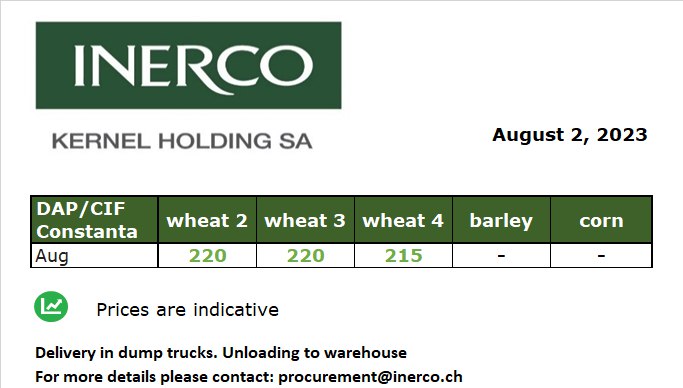 INERCO
KERNEL HOLDING SA
August 2, 2023
DAP/CIF Constanta wheat 2 wheat 3 wheat 4 barley corn
Aug 220 220 215 - -
Prices are indicative
Delivery in dump trucks. Unloading to warehouse
For more details please contact: procurement@inerco.ch